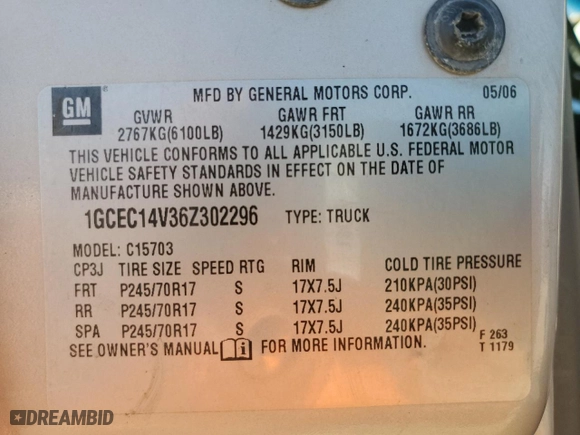 GM
MFD BY GENERAL MOTORS CORP. 05/06
GVWR GAWR FRT GAWR RR
2767KG(6100LB) 1429KG(3150LB) 1672KG(3686LB)
THIS VEHICLE CONFORMS TO ALL APPLICABLE U.S. FEDERAL MOTOR
VEHICLE SAFETY STANDARDS IN EFFECT ON THE DATE OF
MANUFACTURE SHOWN ABOVE.
1GCEC14V36Z302296 TYPE: TRUCK
MODEL: C15703
CP3J TIRE SIZE SPEED RTG RIM COLD TIRE PRESSURE
FRT P245/70R17 S 17X7.5J 210KPA(30PSI)
RR P245/70R17 S 17X7.5J 240KPA(35PSI)
SPA P245/70R17 S 17X7.5J 240KPA(35PSI)
SEE OWNER'S MANUAL i FOR MORE INFORMATION.
F 263
T 1179
DREAMBID